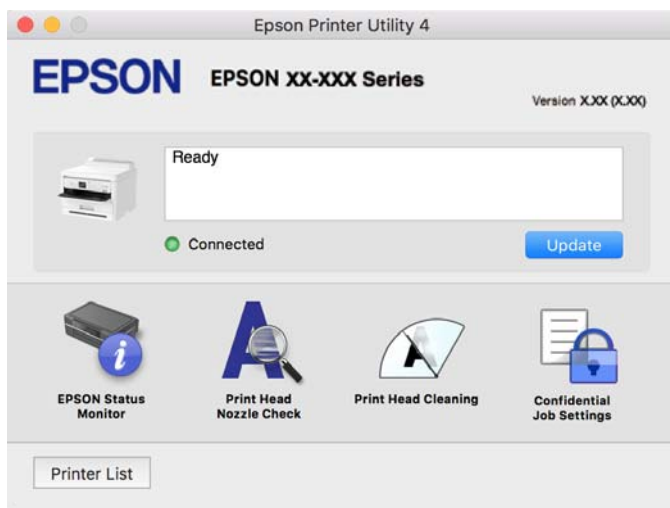 Epson Printer Utility 4
EPSON
EPSON XX-XXX Series
Version X.XX (X.XX)
Ready
Connected
Update
EPSON Status
Monitor
Print Head
Nozzle Check
Print Head Cleaning
Confidential
Job Settings
Printer List